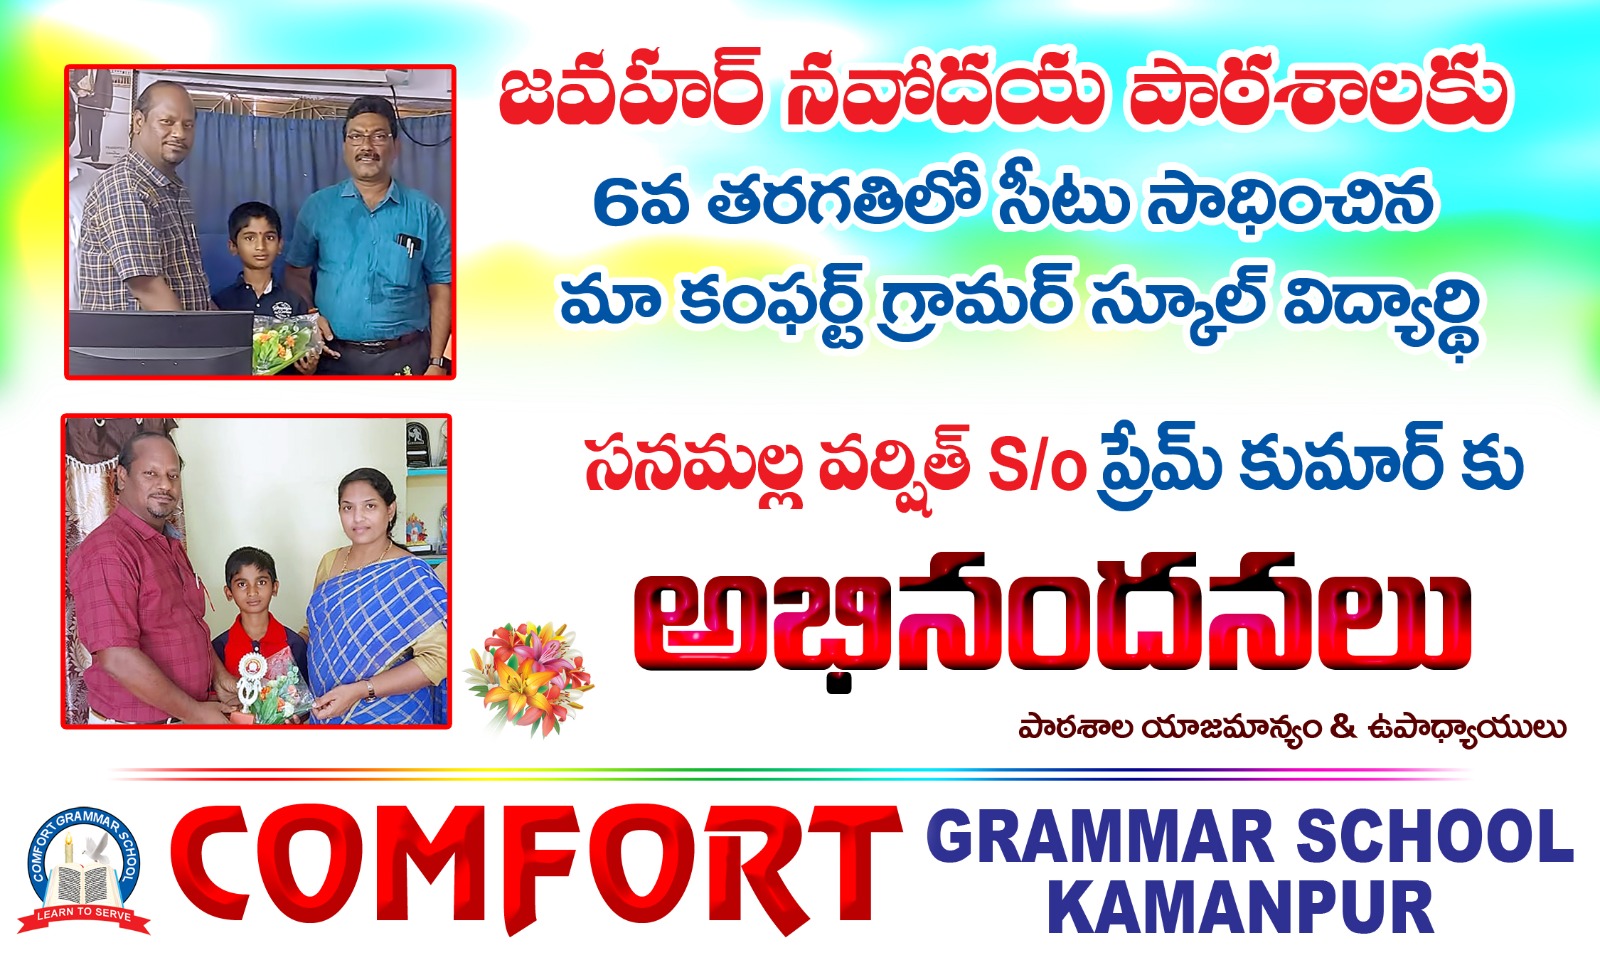 జవహర్ నవోదయ పాఠశాలకు
6వ తరగతిలో సీటు సాధించిన
మా కంఫర్ట్ గ్రామర్ స్కూల్ విద్యార్థి
సనమల్ల వర్షిత్ S/o ప్రేమ్ కుమార్ కు
అభినందనలు
పాఠశాల యాజమాన్యం & ఉపాధ్యాయులు
COMFORT GRAMMAR SCHOOL
LEARN TO SERVE
COMFORT
GRAMMAR SCHOOL
KAMANPUR